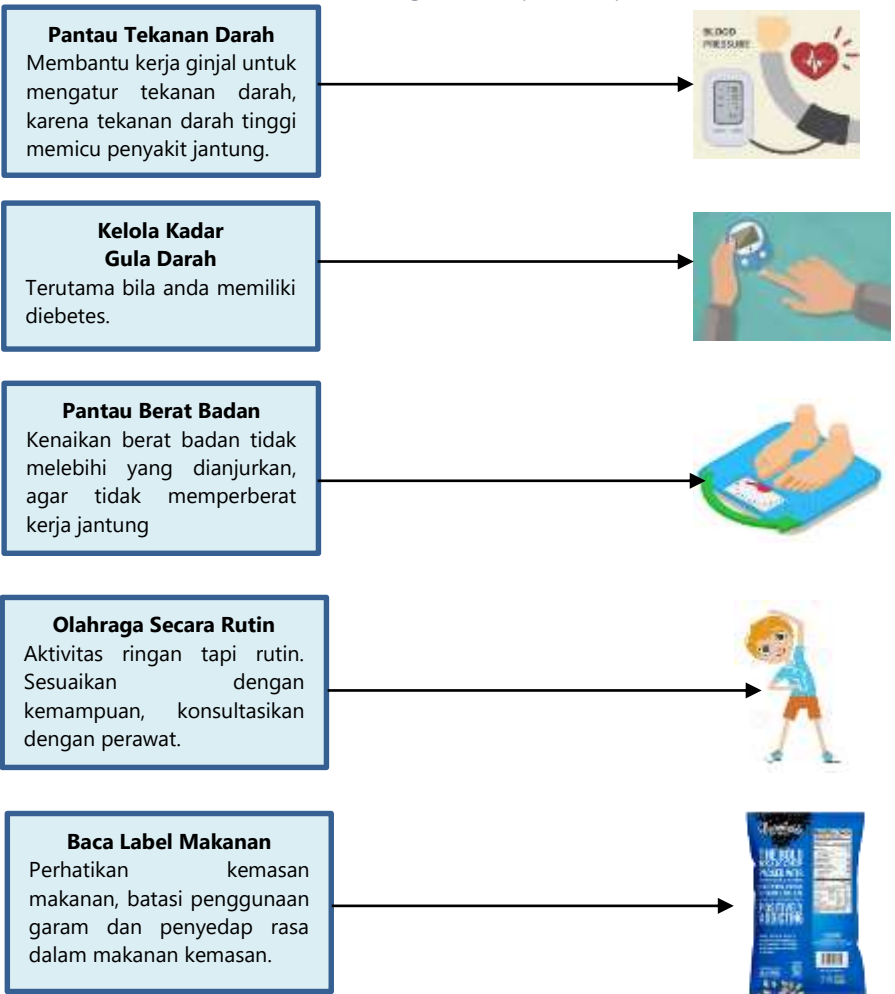 Pantau Tekanan Darah
Membantu kerja ginjal untuk
mengatur tekanan darah,
karena tekanan darah tinggi
memicu penyakit jantung.
BLOOD
PRESSURE
Kelola Kadar
Gula Darah
Terutama bila anda memiliki
diebetes.
Pantau Berat Badan
Kenaikan berat badan tidak
melebihi yang dianjurkan,
agar tidak memperberat
kerja jantung
Olahraga Secara Rutin
Aktivitas ringan tapi rutin.
Sesuaikan dengan
kemampuan, konsultasikan
dengan perawat.
Baca Label Makanan
Perhatikan kemasan
makanan, batasi penggunaan
garam dan penyedap rasa
dalam makanan kemasan.
POSITIVELY
ADDICTING